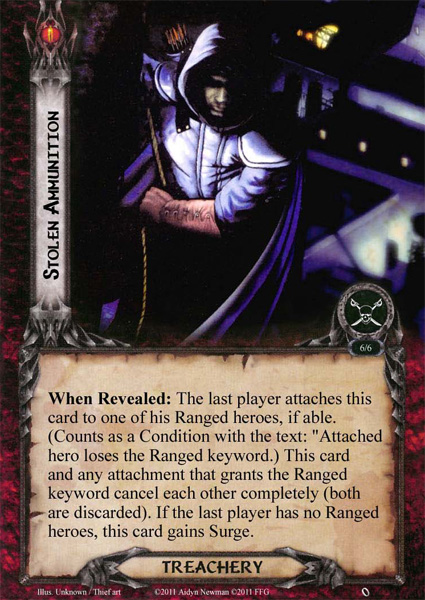 STOLEN AMMUNITION
6/6
When Revealed: The last player attaches this
card to one of his Ranged heroes, if able.
(Counts as a Condition with the text: "Attached
hero loses the Ranged keyword.) This card
and any attachment that grants the Ranged
keyword cancel each other completely (both
are discarded). If the last player has no Ranged
heroes, this card gains Surge.
TREACHERY
Illus. Unknown / Thief art ©2011 Aidyn Newman ©2011 FFG